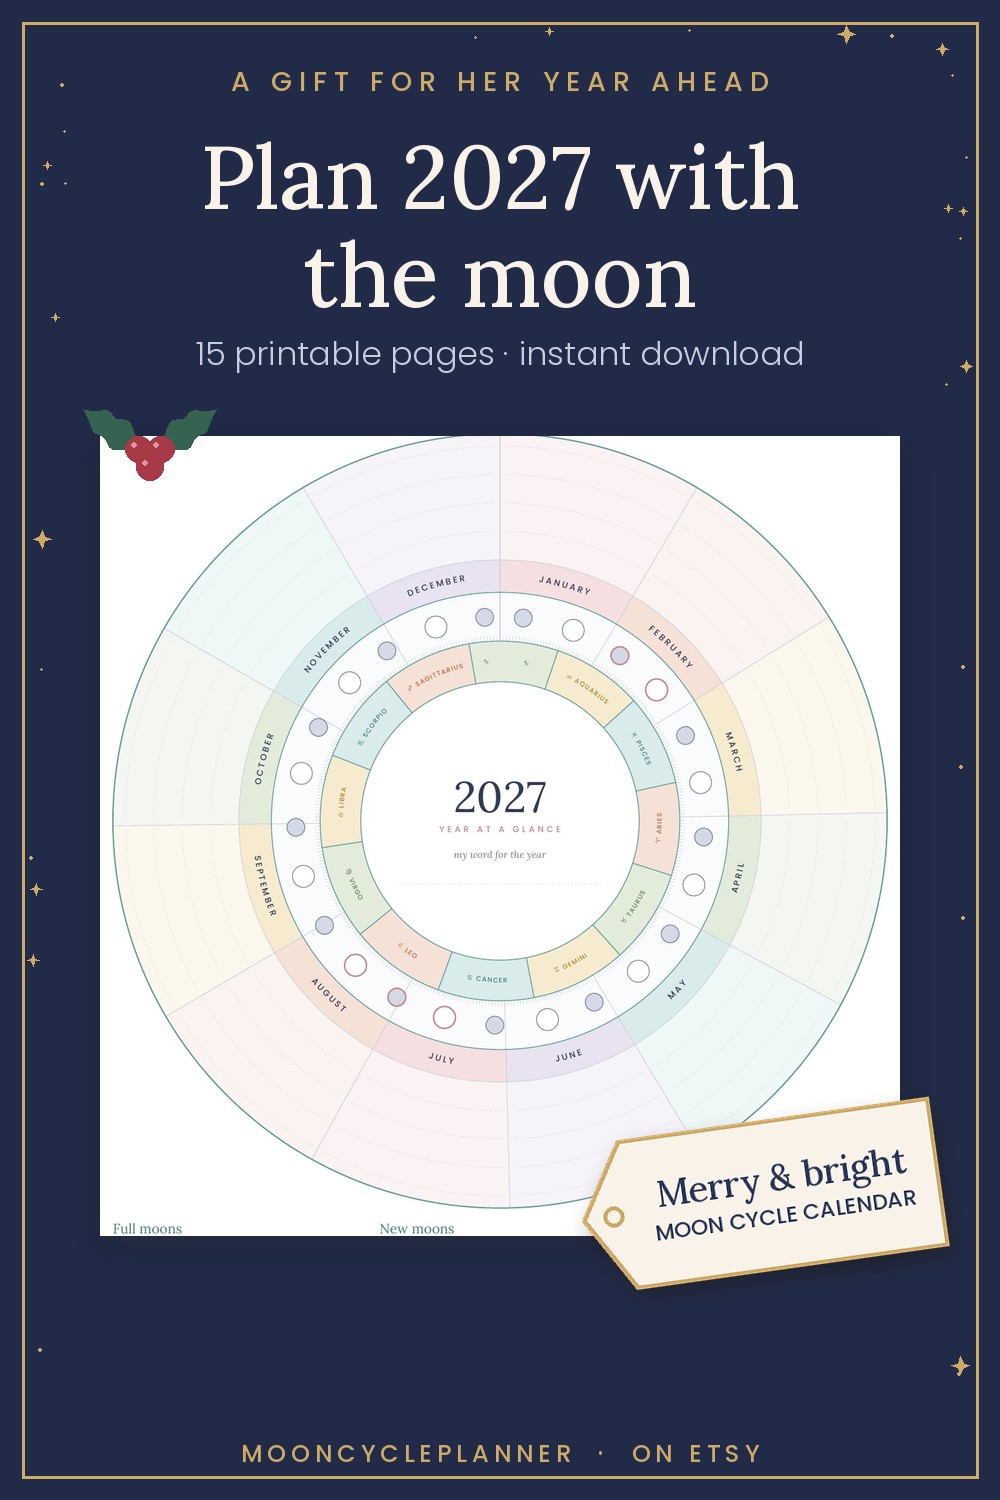 A GIFT FOR HER YEAR AHEAD
Plan 2027 with
the moon
15 printable pages · instant download
DECEMBER
JANUARY
NOVEMBER
FEBRUARY
♐ SAGITTARIUS
♒ AQUARIUS
♏ SCORPIO
♓ PISCES
OCTOBER
MARCH
♎ LIBRA
♈ ARIES
2027
YEAR AT A GLANCE
my word for the year
SEPTEMBER
APRIL
♍ VIRGO
♉ TAURUS
♌ LEO
♊ GEMINI
♋ CANCER
AUGUST
MAY
JULY
JUNE
Full moons
New moons
Merry & bright
MOON CYCLE CALENDAR
MOONCYCLEPLANNER · ON ETSY